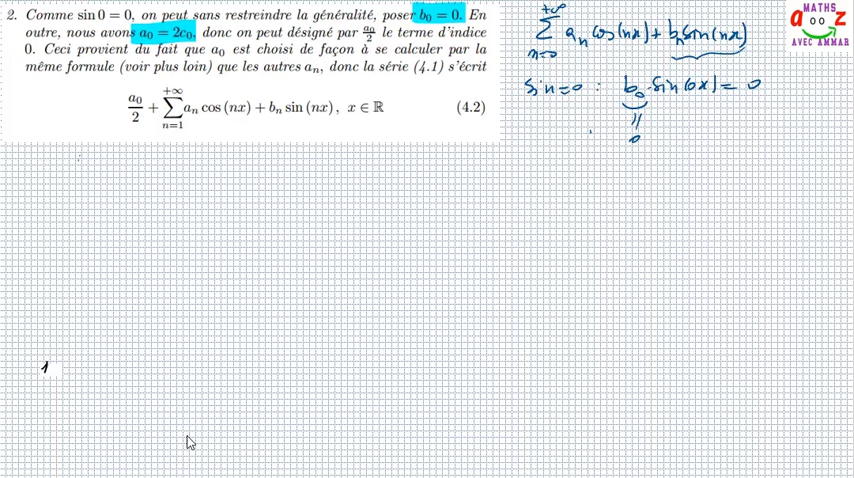 2. Comme sin 0 = 0, on peut sans restreindre la généralité, poser b₀ = 0. En
outre, nous avons a₀ = 2c₀, donc on peut désigné par a₀/2 le terme d'indice
0. Ceci provient du fait que a₀ est choisi de façon à se calculer par la
même formule (voir plus loin) que les autres aₙ, donc la série (4.1) s'écrit
a₀/2 + ∑_{n=1}^{+∞} aₙ cos (nx) + bₙ sin (nx), x ∈ ℝ (4.2)
∑_{n=0}^{+∞} aₙ cos(nx) + bₙ sin(nx)
sin = 0 : b₀ · sin(0x) = 0
=
0
1
MATHS
a o o z
AVEC AMMAR